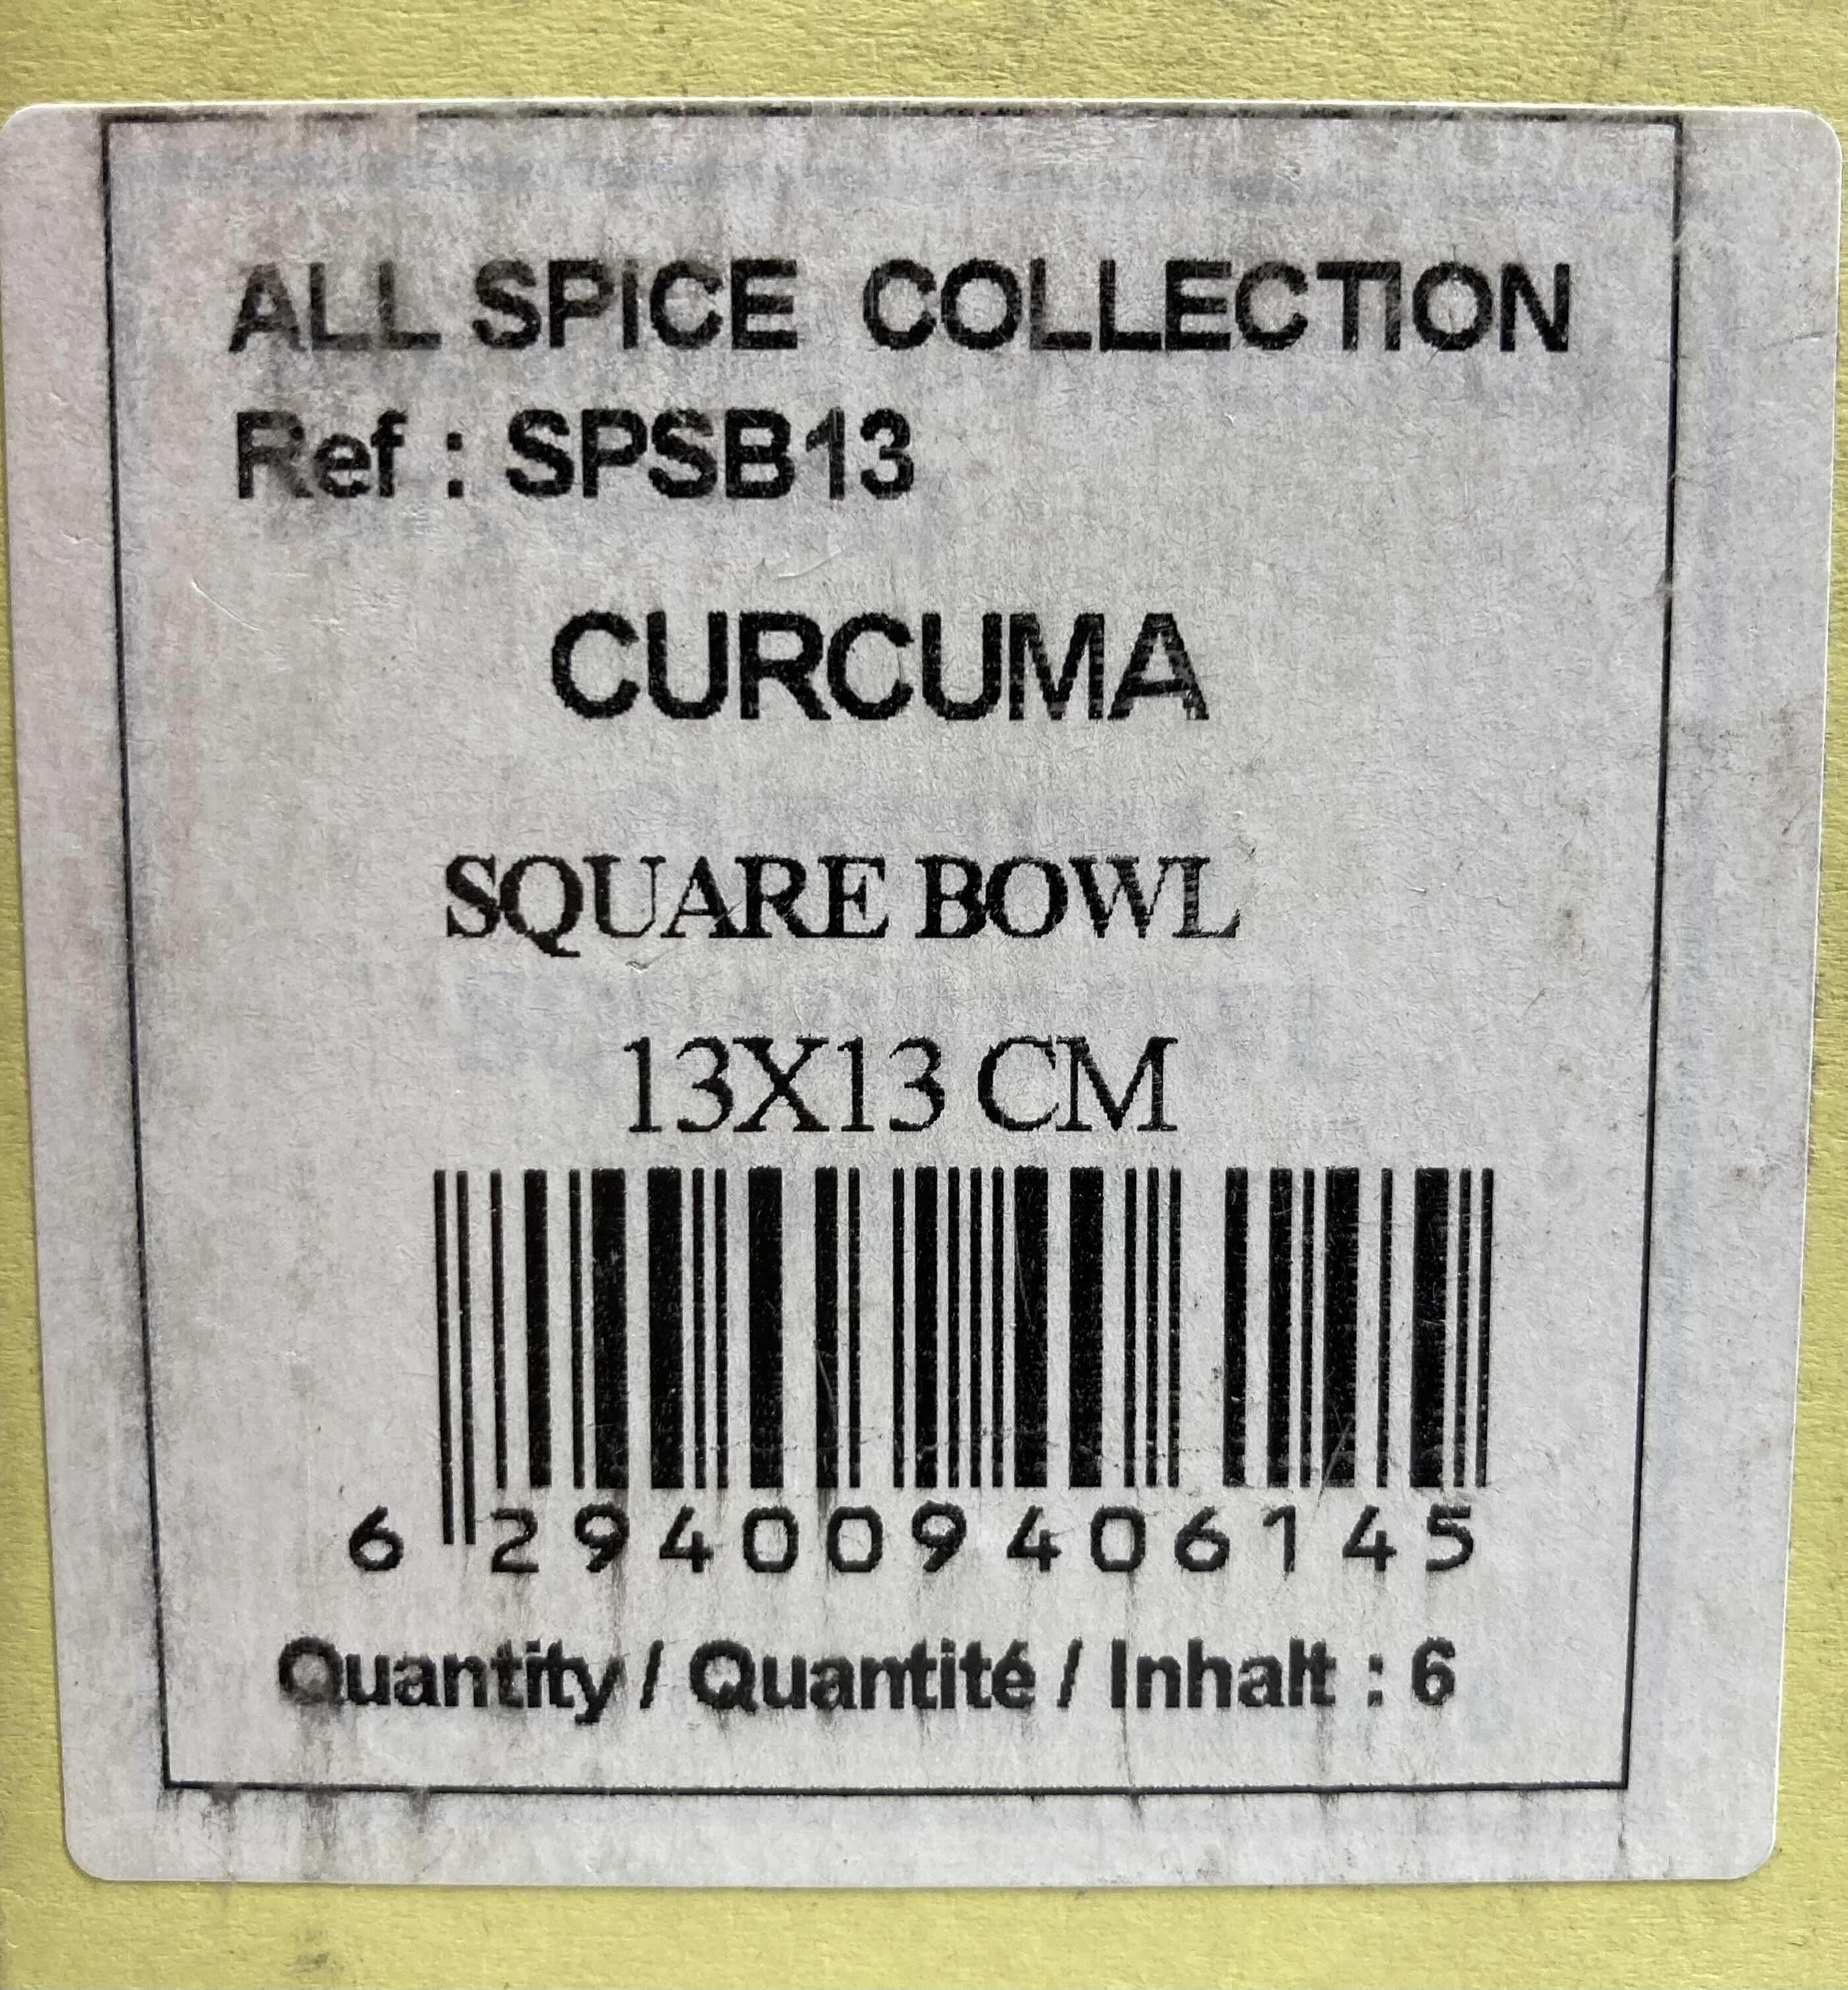 ALL SPICE COLLECTION
Ref : SPSB13
CURCUMA
SQUARE BOWL
13X13 CM
6 294009 406145
Quantity / Quantité / Inhalt : 6